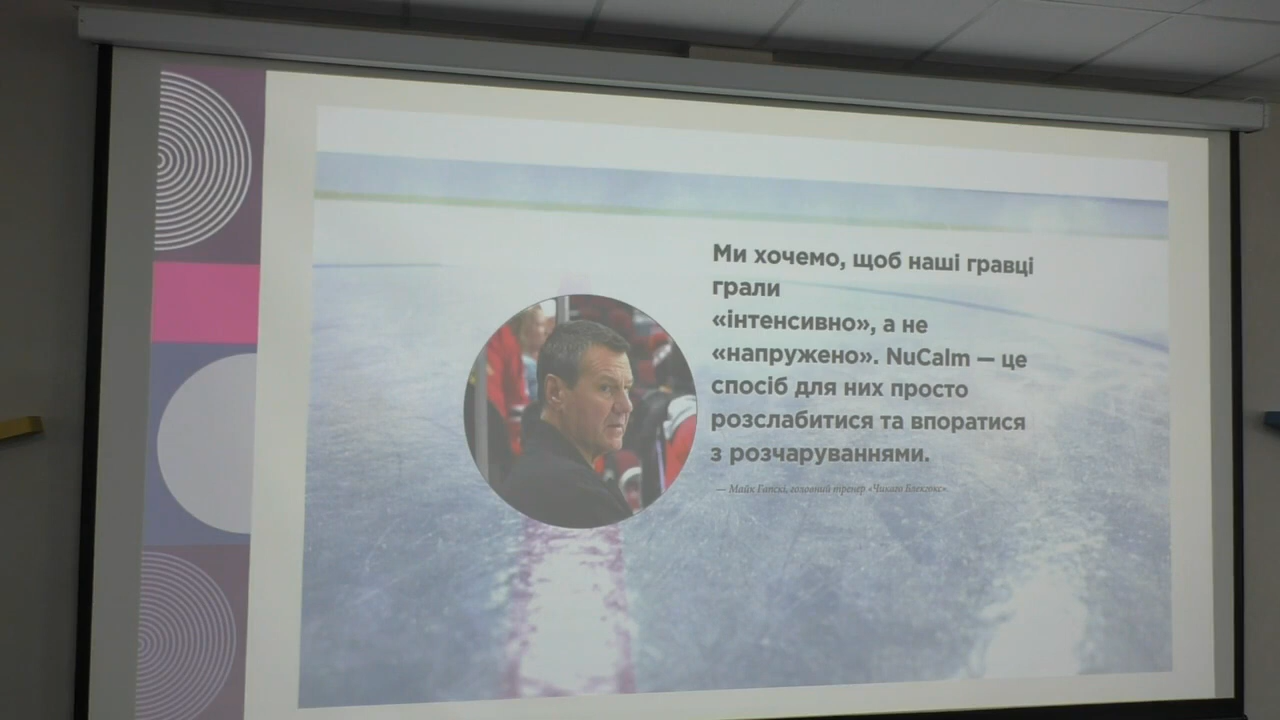 Ми хочемо, щоб наші гравці
грали
«інтенсивно», а не
«напружено». NuCalm — це
спосіб для них просто
розслабитися та впоратися
з розчаруваннями.
— Майк Гапскі, головний тренер «Чикаго Блекгокс».